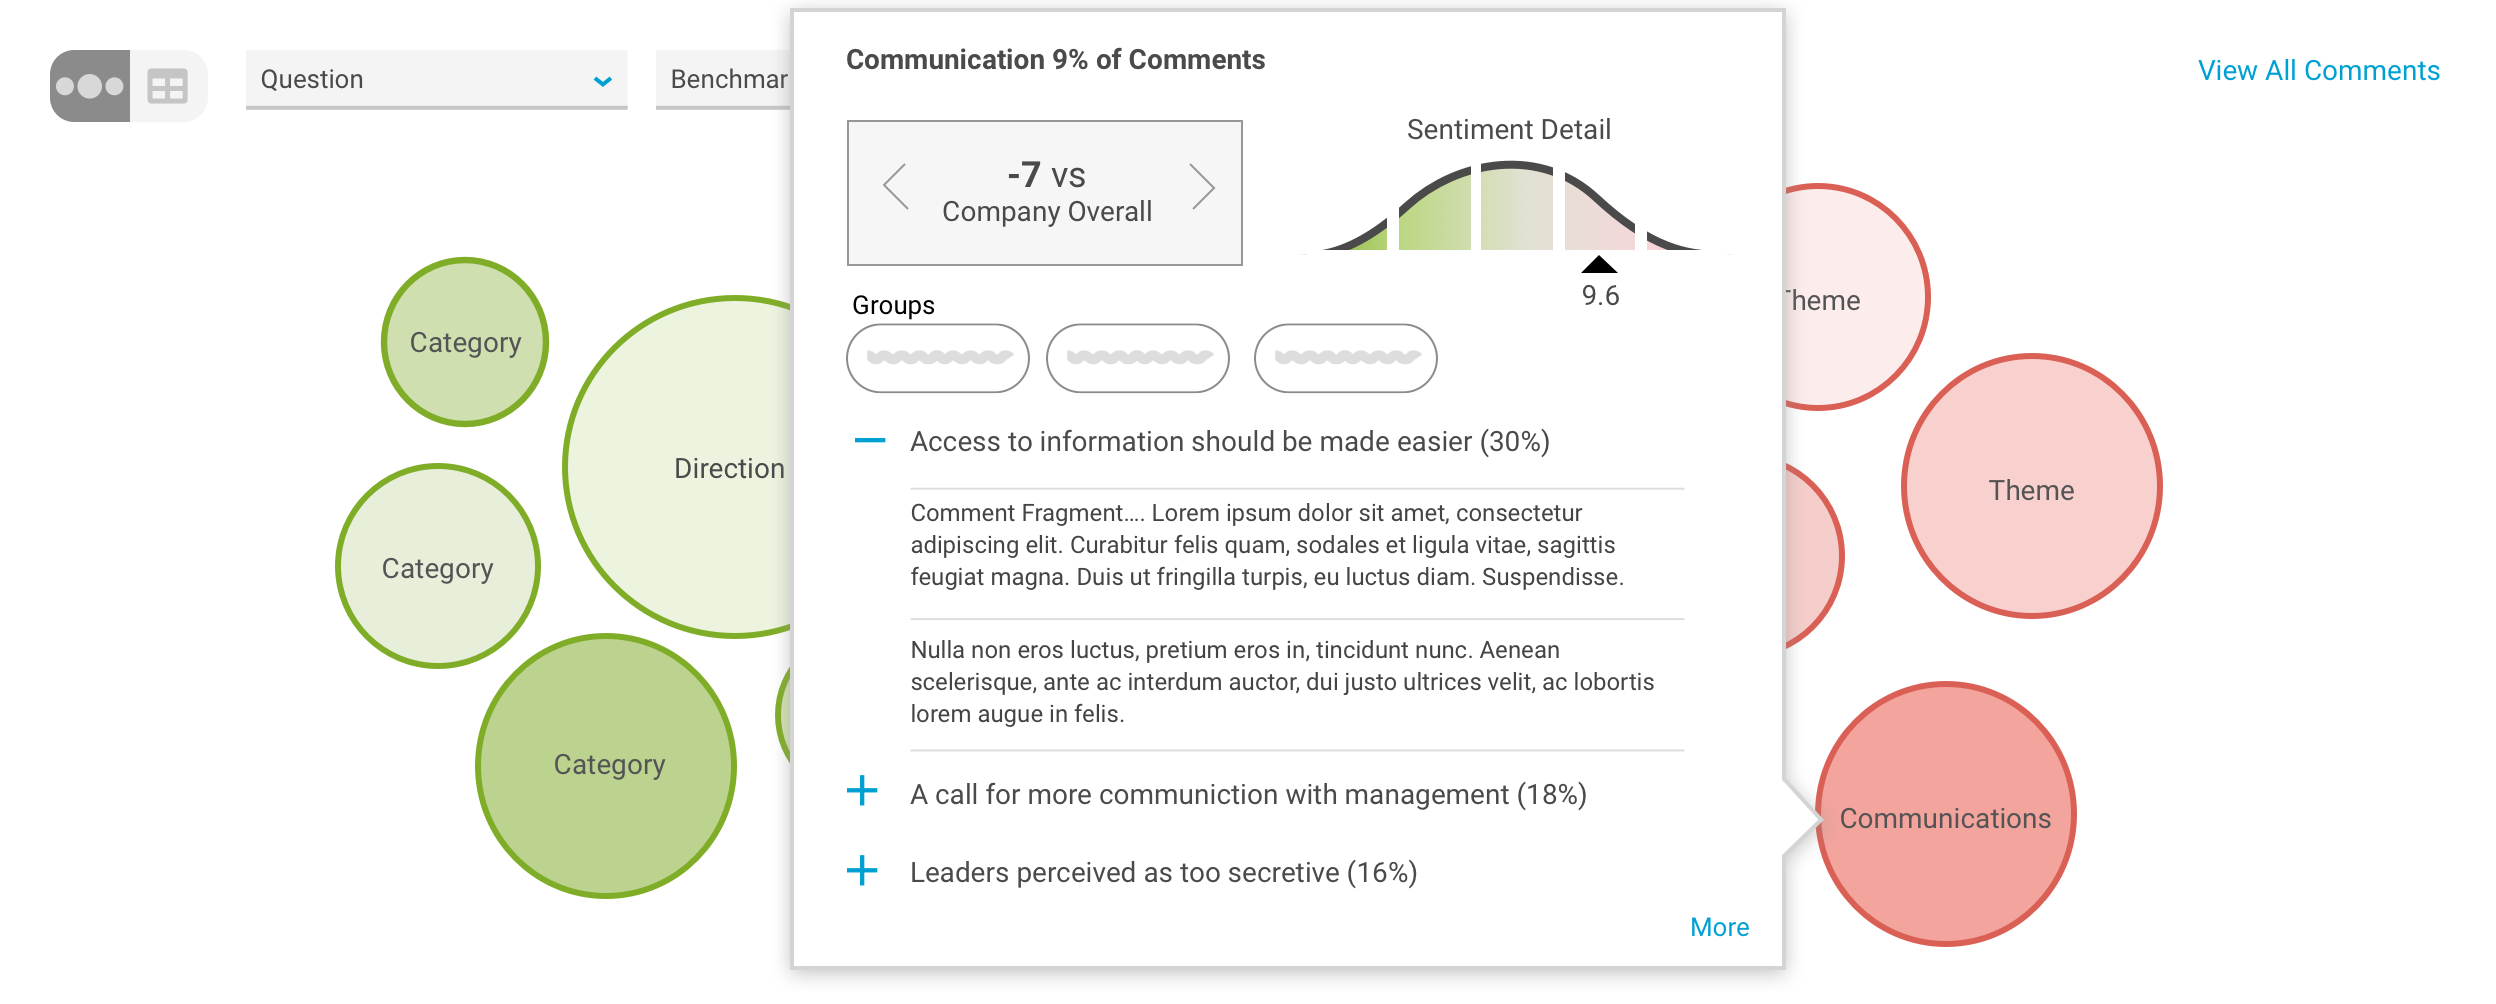 Question
Benchmar
View All Comments
Communication 9% of Comments
-7 vs
Company Overall
Sentiment Detail
9.6
Groups
Access to information should be made easier (30%)
Comment Fragment.... Lorem ipsum dolor sit amet, consectetur
adipiscing elit. Curabitur felis quam, sodales et ligula vitae, sagittis
feugiat magna. Duis ut fringilla turpis, eu luctus diam. Suspendisse.
Nulla non eros luctus, pretium eros in, tincidunt nunc. Aenean
scelerisque, ante ac interdum auctor, dui justo ultrices velit, ac lobortis
lorem augue in felis.
A call for more communiction with management (18%)
Leaders perceived as too secretive (16%)
More
Category
Direction
Category
Category
Theme
Theme
Communications